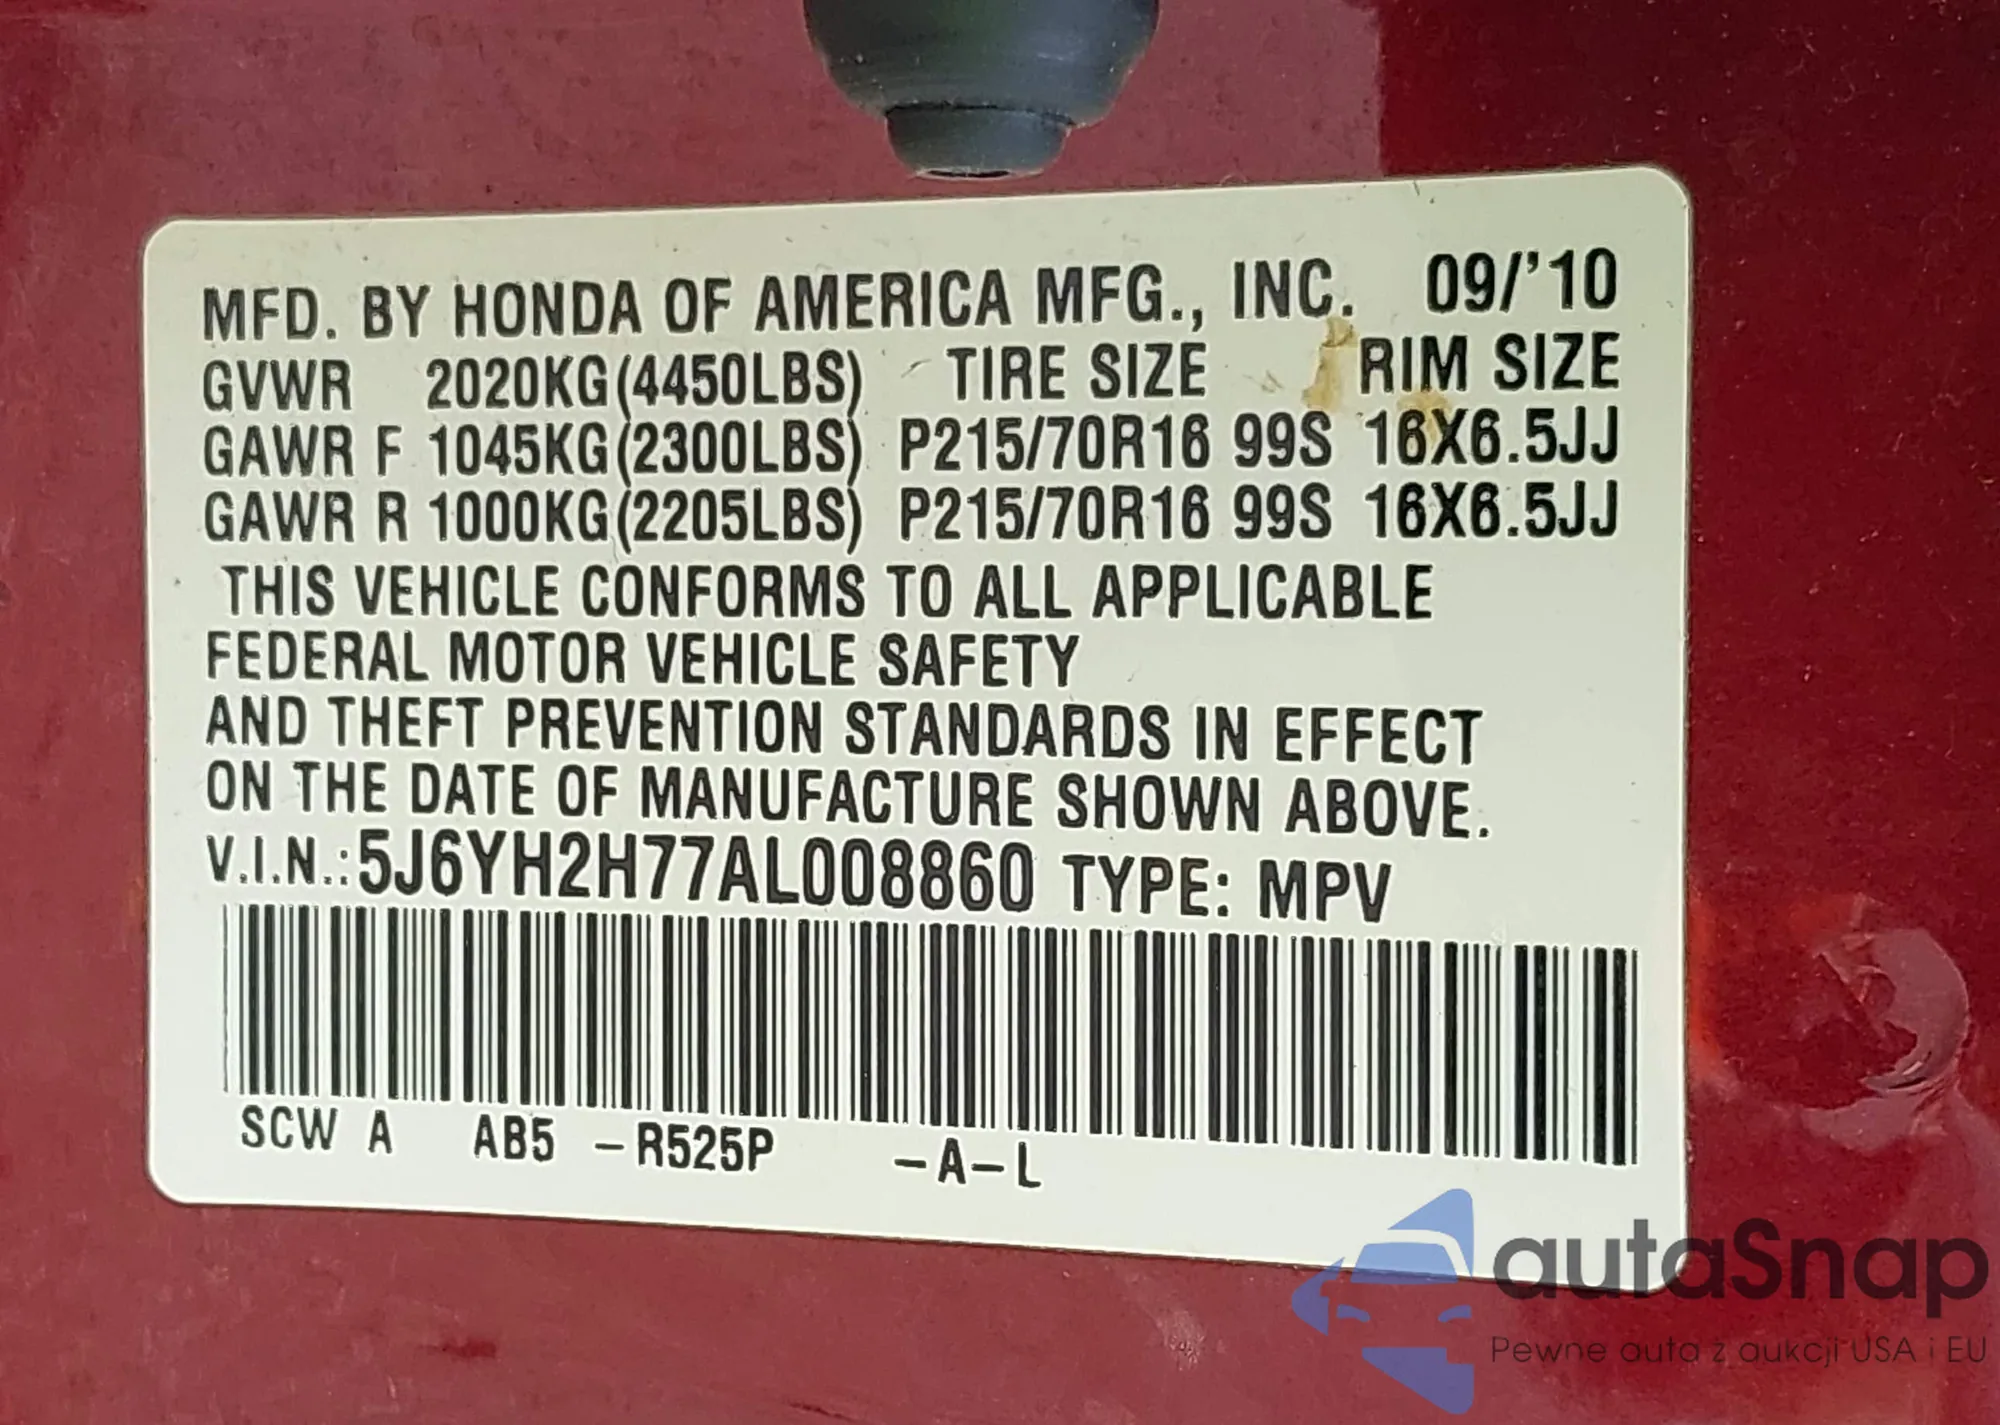 MFD. BY HONDA OF AMERICA MFG., INC. 09/'10
GVWR 2020KG(4450LBS) TIRE SIZE RIM SIZE
GAWR F 1045KG(2300LBS) P215/70R16 99S 16X6.5JJ
GAWR R 1000KG(2205LBS) P215/70R16 99S 16X6.5JJ
THIS VEHICLE CONFORMS TO ALL APPLICABLE
FEDERAL MOTOR VEHICLE SAFETY
AND THEFT PREVENTION STANDARDS IN EFFECT
ON THE DATE OF MANUFACTURE SHOWN ABOVE.
V.I.N.:5J6YH2H77AL008860 TYPE: MPV
SCW A AB5 -R525P -A-L
autaSnap
Pewne auta z aukcji USA i EU